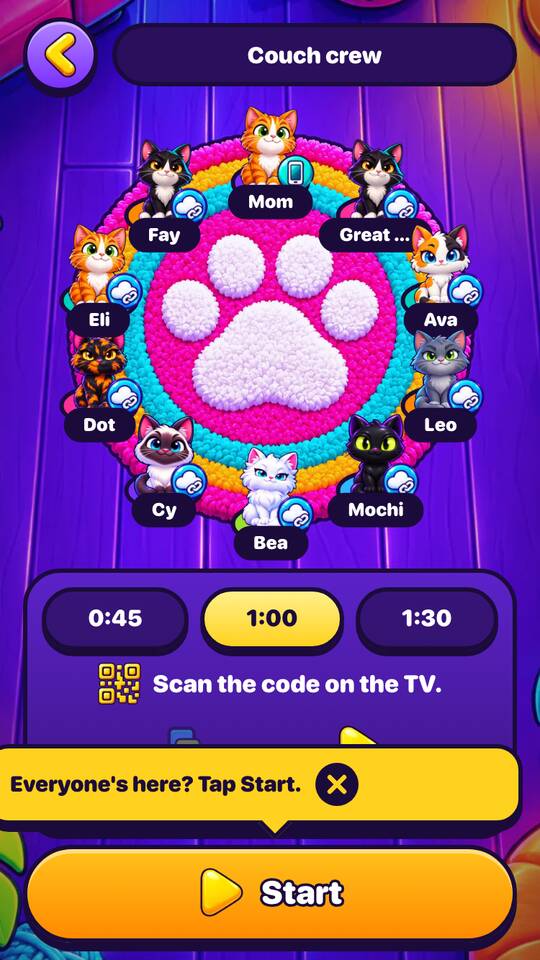 Couch crew
Mom
Fay
Great ...
Eli
Ava
Dot
Leo
Cy
Mochi
Bea
0:45
1:00
1:30
Scan the code on the TV.
Everyone's here? Tap Start.
Start